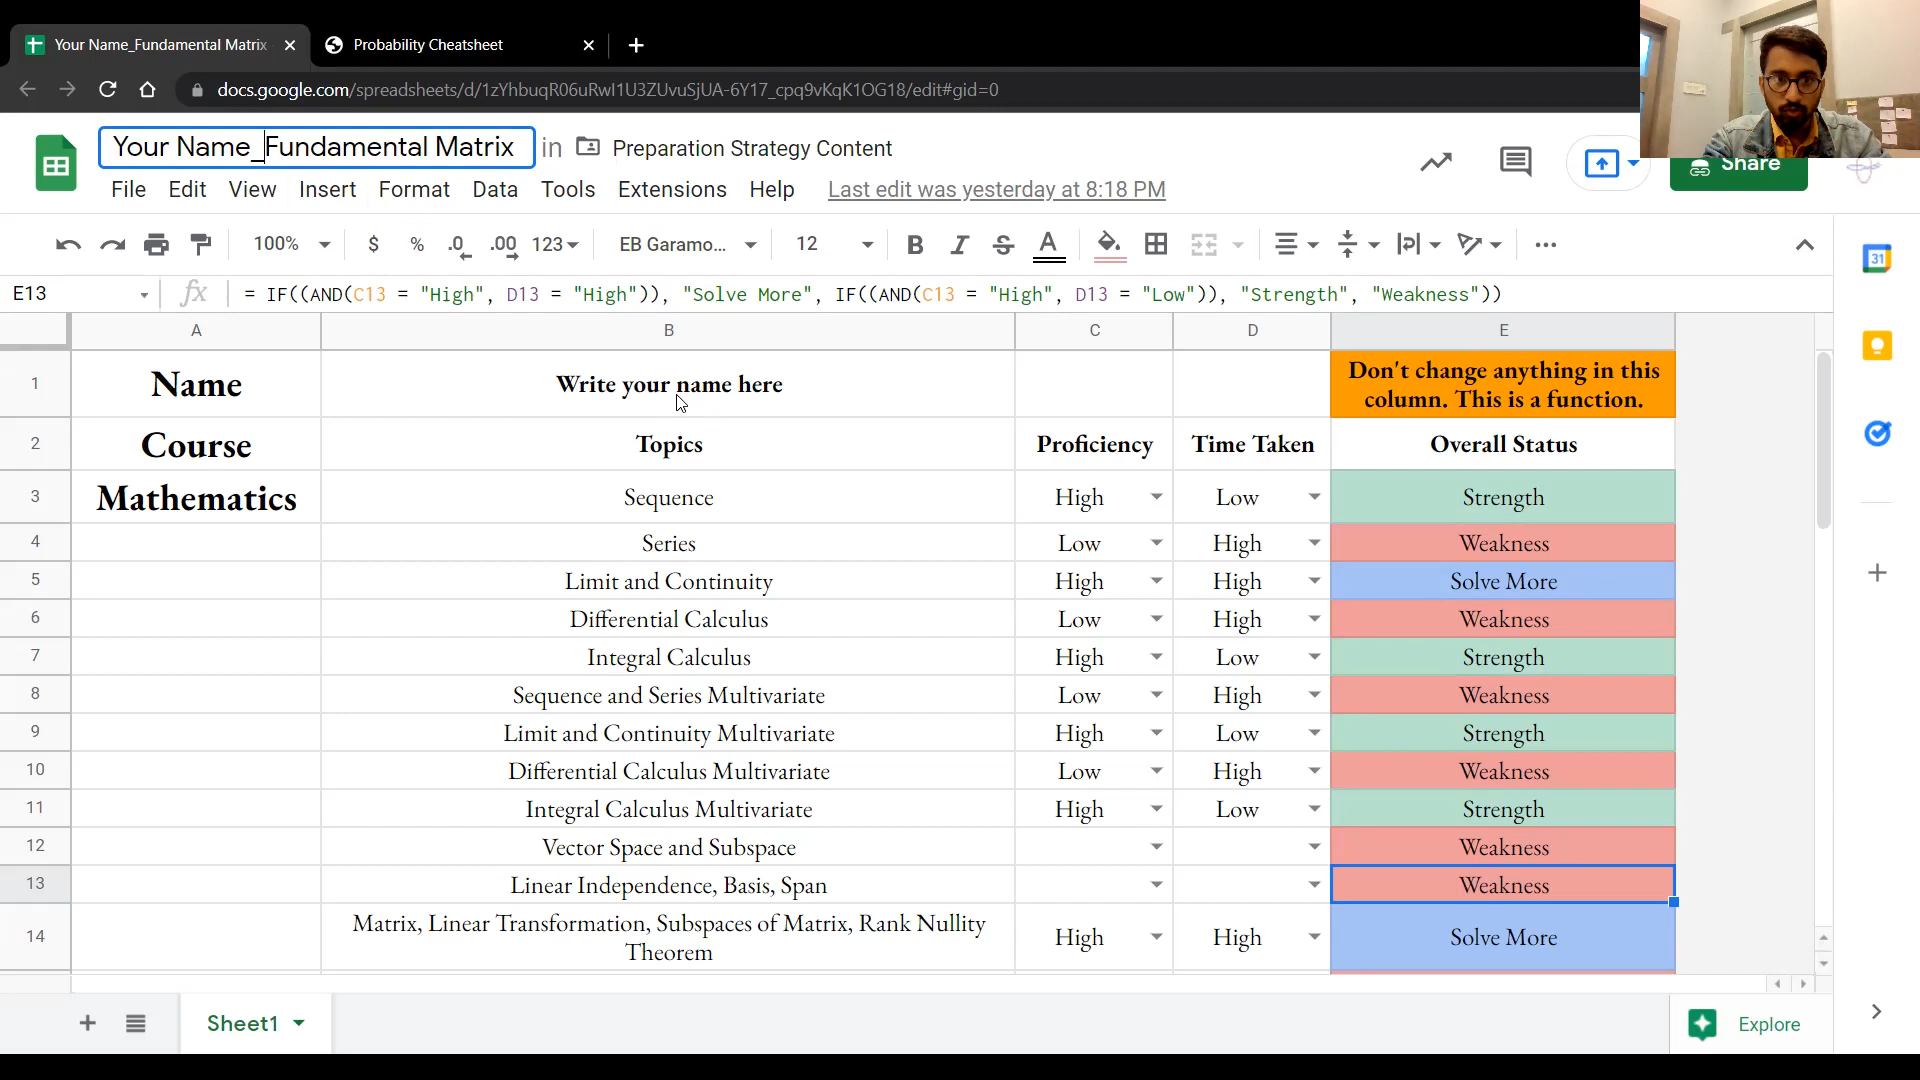 Your Name_Fundamental Matrix
Probability Cheatsheet
docs.google.com/spreadsheets/d/1zYhbuqR06uRwI1U3ZUvuSjUA-6Y17_cpq9vKqK1OG18/edit#gid=0
Your Name_Fundamental Matrix in Preparation Strategy Content
Share
File Edit View Insert Format Data Tools Extensions Help Last edit was yesterday at 8:18 PM
100% $ % .0 .00 123 EB Garamo... 12 B I S A
31
E13 fx = IF((AND(C13 = "High", D13 = "High")), "Solve More", IF((AND(C13 = "High", D13 = "Low")), "Strength", "Weakness"))
A B C D E
1 Name Write your name here Don't change anything in this
column. This is a function.
2 Course Topics Proficiency Time Taken Overall Status
3 Mathematics Sequence High Low Strength
4 Series Low High Weakness
5 Limit and Continuity High High Solve More
6 Differential Calculus Low High Weakness
7 Integral Calculus High Low Strength
8 Sequence and Series Multivariate Low High Weakness
9 Limit and Continuity Multivariate High Low Strength
10 Differential Calculus Multivariate Low High Weakness
11 Integral Calculus Multivariate High Low Strength
12 Vector Space and Subspace Weakness
13 Linear Independence, Basis, Span Weakness
14 Matrix, Linear Transformation, Subspaces of Matrix, Rank Nullity High High Solve More
Theorem
Sheet1
Explore